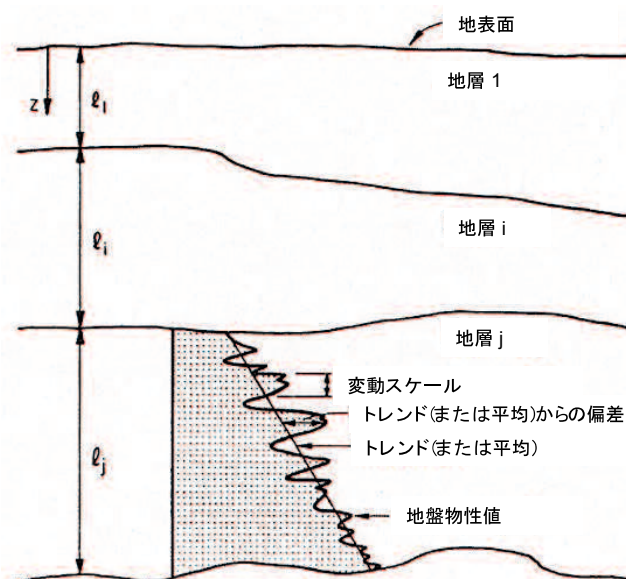 地表面
地層 1
z
ℓ1
地層 i
ℓi
地層 j
変動スケール
トレンド(または平均)からの偏差
トレンド(または平均)
ℓj
地盤物性値